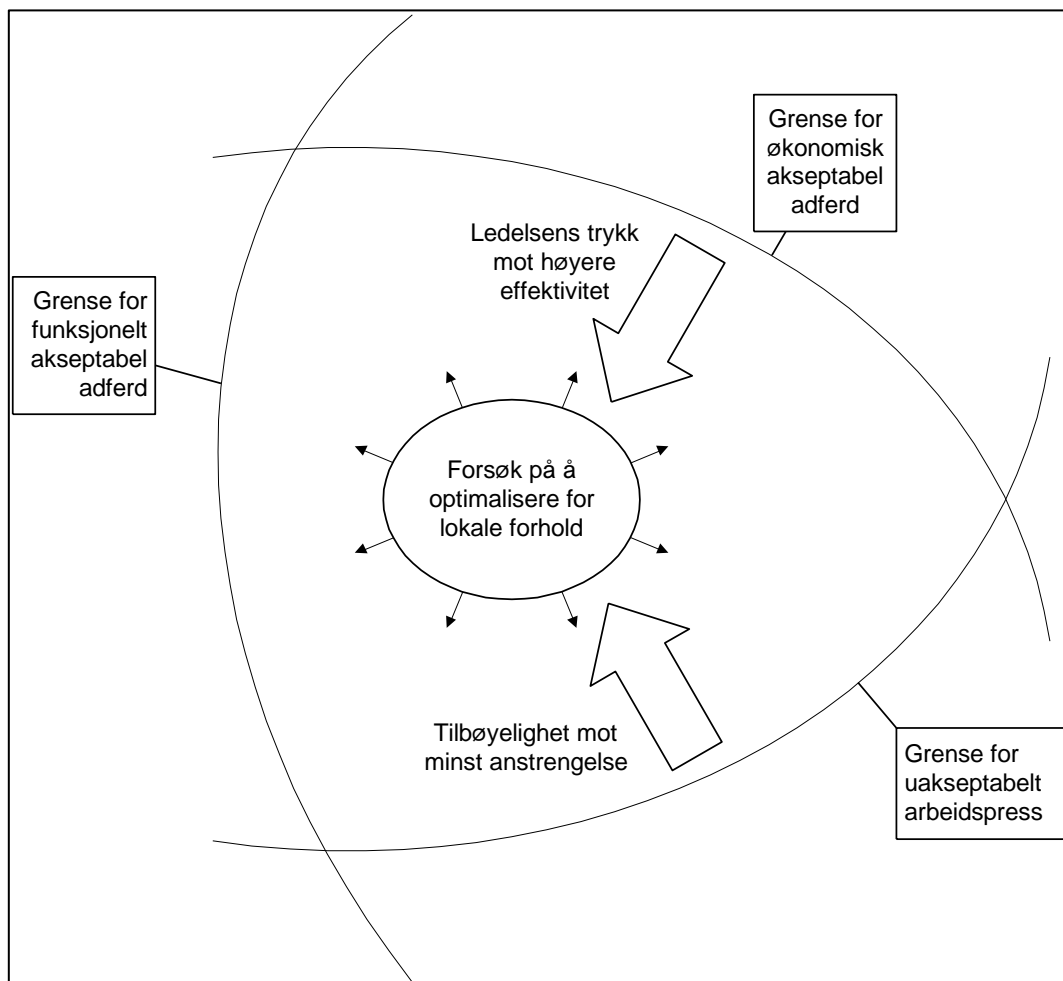 Grense for
økonomisk
akseptabel
adferd
Ledelsens trykk
mot høyere
effektivitet
Grense for
funksjonelt
akseptabel
adferd
Forsøk på å
optimalisere for
lokale forhold
Tilbøyelighet mot
minst anstrengelse
Grense for
uakseptabelt
arbeidspress